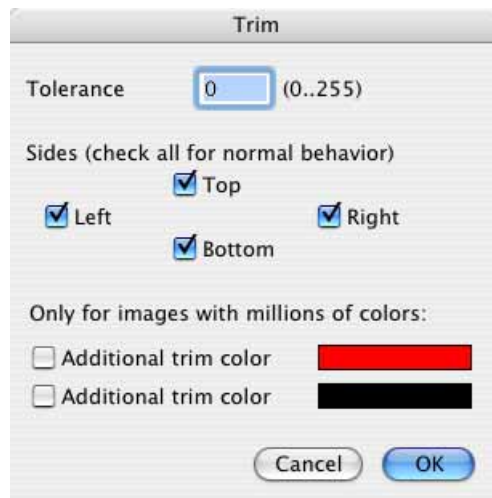 Trim
Tolerance 0 (0..255)
Sides (check all for normal behavior)
Top
Left Right
Bottom
Only for images with millions of colors:
Additional trim color
Additional trim color
Cancel OK